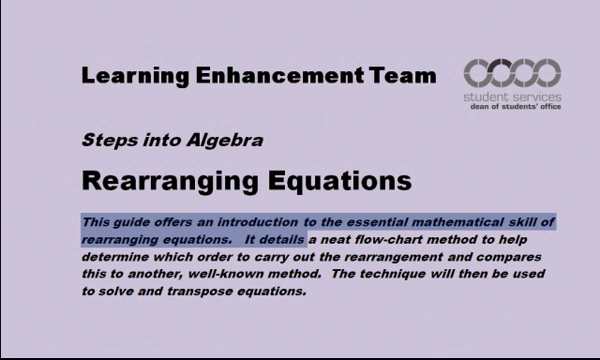 Learning Enhancement Team
student services
dean of students' office
Steps into Algebra
Rearranging Equations
This guide offers an introduction to the essential mathematical skill of
rearranging equations. It details a neat flow-chart method to help
determine which order to carry out the rearrangement and compares
this to another, well-known method. The technique will then be used
to solve and transpose equations.